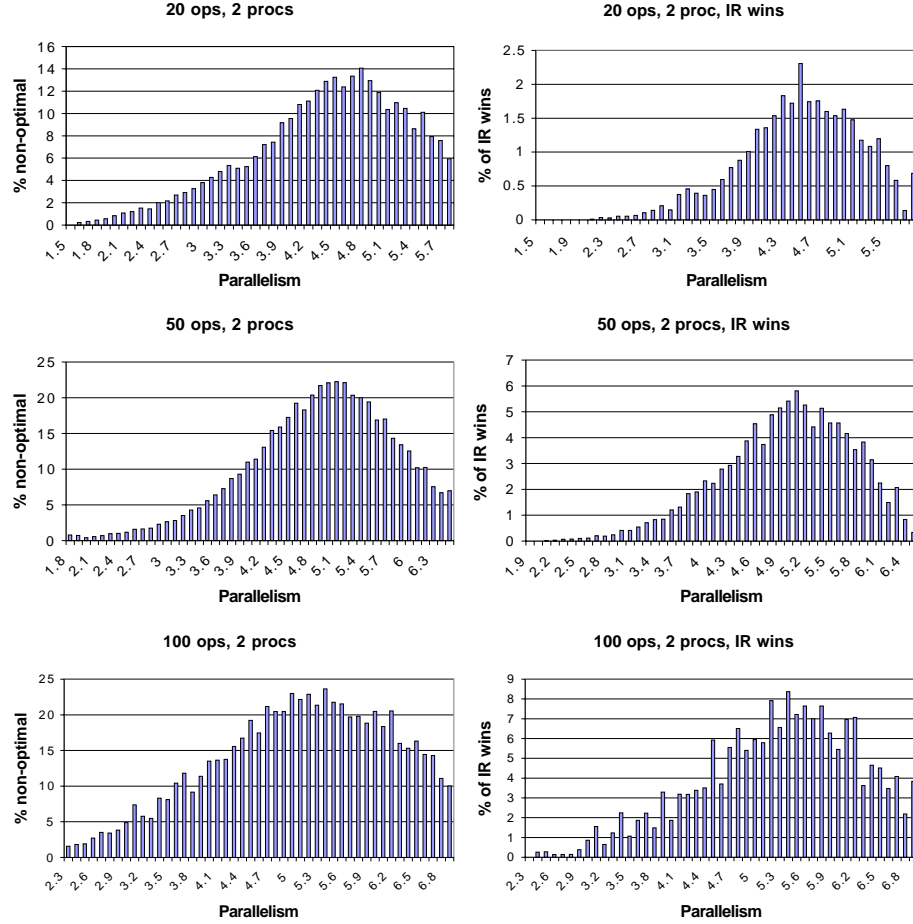 20 ops, 2 procs
% non-optimal
16
14
12
10
8
6
4
2
0
1.5 1.8 2.1 2.4 2.7 3 3.3 3.6 3.9 4.2 4.5 4.8 5.1 5.4 5.7
Parallelism
20 ops, 2 proc, IR wins
% of IR wins
2.5
2
1.5
1
0.5
0
1.5 1.9 2.3 2.7 3.1 3.5 3.9 4.3 4.7 5.1 5.5
Parallelism
50 ops, 2 procs
% non-optimal
25
20
15
10
5
0
1.8 2.1 2.4 2.7 3 3.3 3.6 3.9 4.2 4.5 4.8 5.1 5.4 5.7 6 6.3
Parallelism
50 ops, 2 procs, IR wins
% of IR wins
7
6
5
4
3
2
1
0
1.9 2.2 2.5 2.8 3.1 3.4 3.7 4 4.3 4.6 4.9 5.2 5.5 5.8 6.1 6.4
Parallelism
100 ops, 2 procs
% non-optimal
25
20
15
10
5
0
2.3 2.6 2.9 3.2 3.5 3.8 4.1 4.4 4.7 5 5.3 5.6 5.9 6.2 6.5 6.8
Parallelism
100 ops, 2 procs, IR wins
% of IR wins
9
8
7
6
5
4
3
2
1
0
2.3 2.6 2.9 3.2 3.5 3.8 4.1 4.4 4.7 5 5.3 5.6 5.9 6.2 6.5 6.8
Parallelism